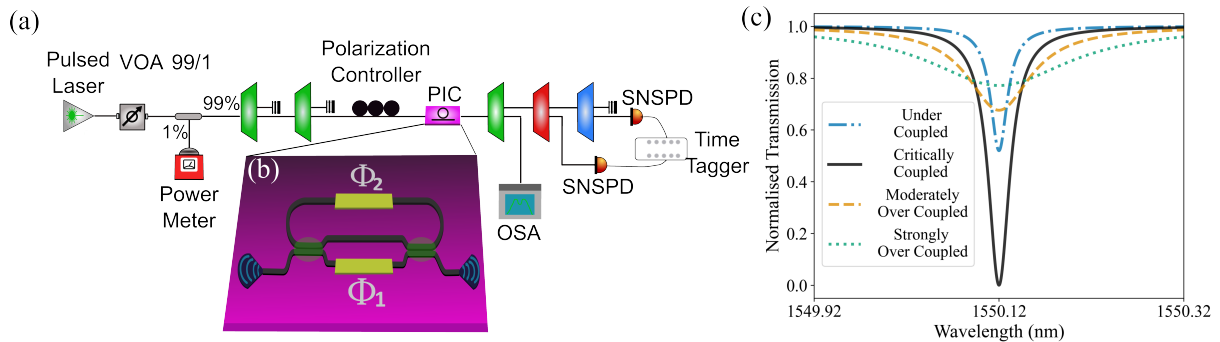 (a)
Pulsed
Laser
VOA 99/1
99%
1%
Power
Meter
Polarization
Controller
PIC
SNSPD
SNSPD
Time
Tagger
OSA
(b)
Φ2
Φ1
(c)
Normalised Transmission
1.0
0.8
0.6
0.4
0.2
0.0
Under
Coupled
Critically
Coupled
Moderately
Over Coupled
Strongly
Over Coupled
1549.92
1550.12
1550.32
Wavelength (nm)